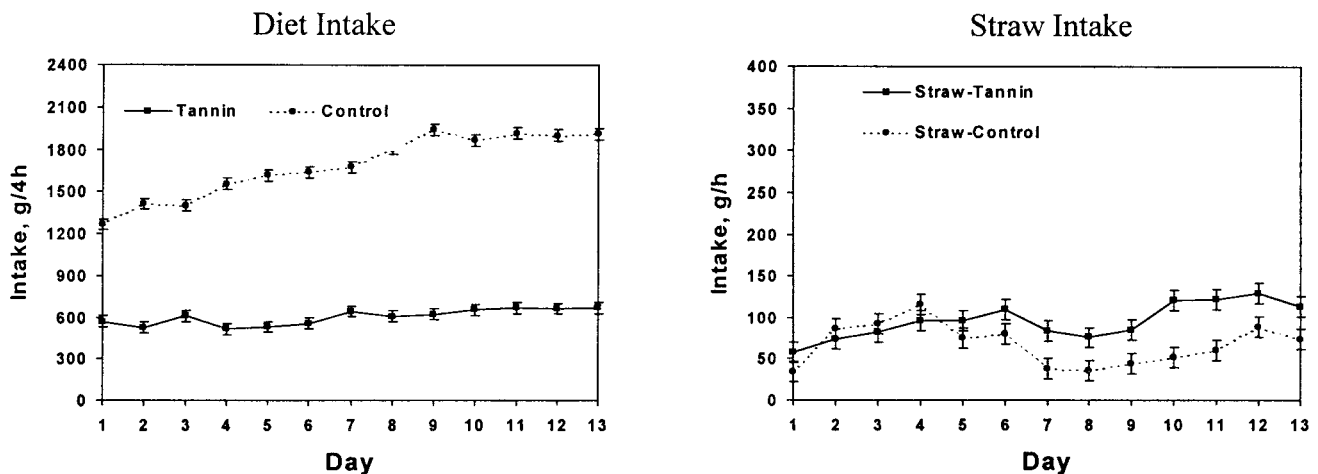 Diet Intake
2400
2100
1800
1500
1200
900
600
300
0
Intake, g/4h
Tannin Control
1 2 3 4 5 6 7 8 9 10 11 12 13
Day
Straw Intake
400
350
300
250
200
150
100
50
0
Intake, g/h
Straw-Tannin
Straw-Control
1 2 3 4 5 6 7 8 9 10 11 12 13
Day